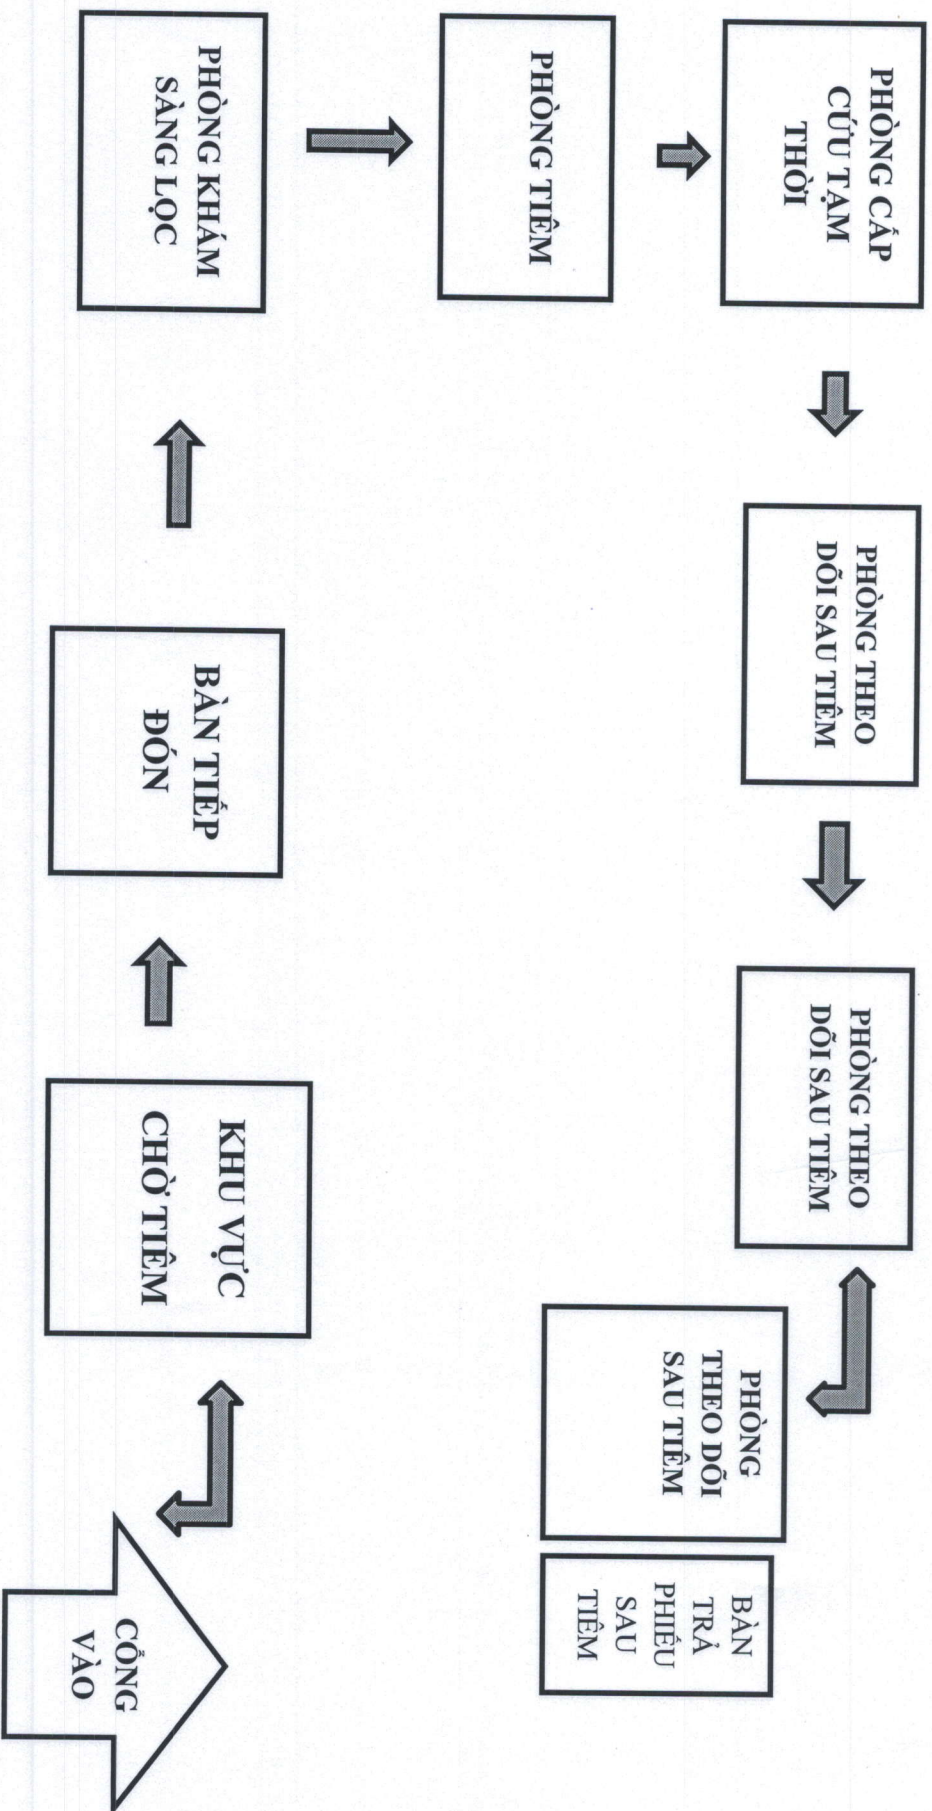 PHÒNG CẤP
CỨU TẠM
THỜI
PHÒNG THEO
DÕI SAU TIÊM
PHÒNG THEO
DÕI SAU TIÊM
PHÒNG
THEO DÕI
SAU TIÊM
BÀN
TRẢ
PHIẾU
SAU
TIÊM
PHÒNG TIÊM
PHÒNG KHÁM
SÀNG LỌC
BÀN TIẾP
ĐÓN
KHU VỰC
CHỜ TIÊM
CỔNG
VÀO